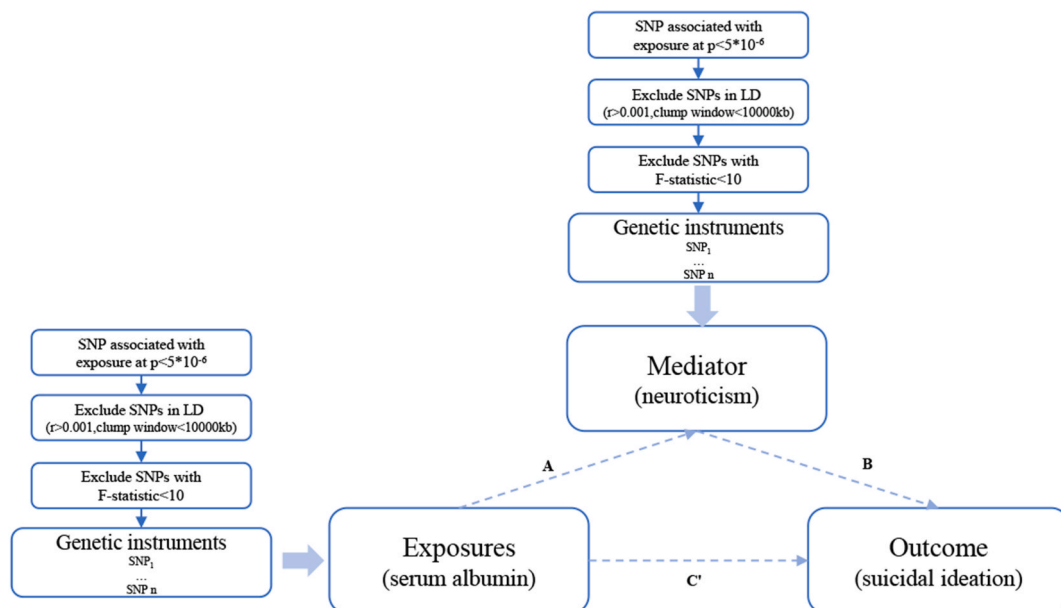 SNP associated with
exposure at p<5*10⁻⁶
Exclude SNPs in LD
(r>0.001,clump window<10000kb)
Exclude SNPs with
F-statistic<10
Genetic instruments
SNP₁
...
SNP n
Mediator
(neuroticism)
SNP associated with
exposure at p<5*10⁻⁶
Exclude SNPs in LD
(r>0.001,clump window<10000kb)
Exclude SNPs with
F-statistic<10
Genetic instruments
SNP₁
...
SNP n
A
B
Exposures
(serum albumin)
C'
Outcome
(suicidal ideation)